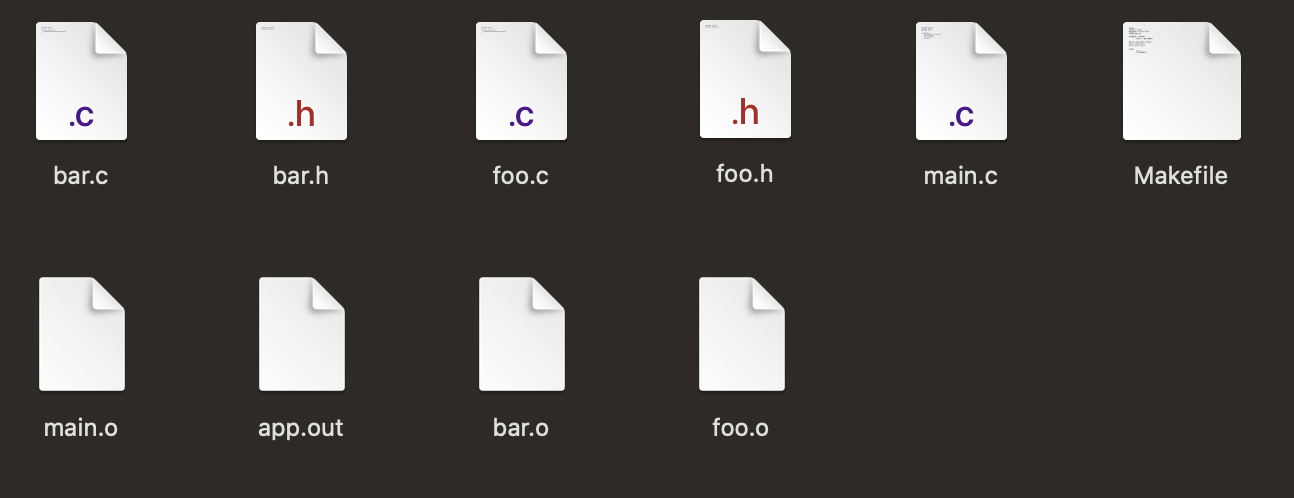 .c
.h
.c
.h
.c
bar.c
bar.h
foo.c
foo.h
main.c
Makefile
main.o
app.out
bar.o
foo.o